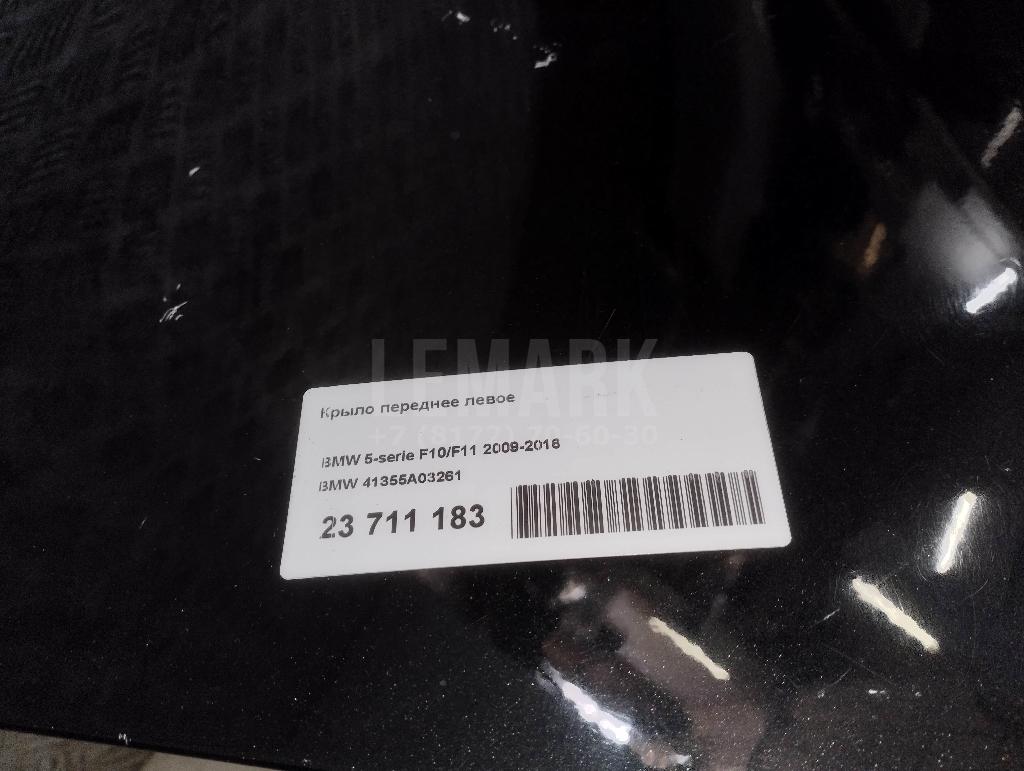 LEMARK
Крыло переднее левое
+7 (8177) 70-60-30
BMW 5-serie F10/F11 2009-2016
BMW 41355A03261
23 711 183